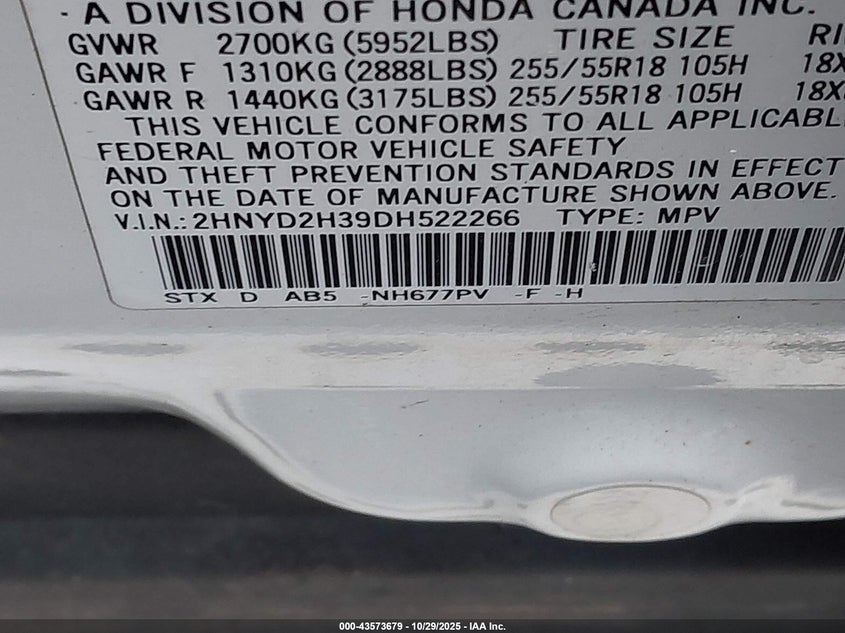 · A DIVISION OF HONDA CANADA INC.
GVWR 2700KG (5952LBS) TIRE SIZE
GAWR F 1310KG (2888LBS) 255/55R18 105H 18X
GAWR R 1440KG (3175LBS) 255/55R18 105H 18X
THIS VEHICLE CONFORMS TO ALL APPLICABL
FEDERAL MOTOR VEHICLE SAFETY
AND THEFT PREVENTION STANDARDS IN EFFECT
ON THE DATE OF MANUFACTURE SHOWN ABOVE.
V.I.N.: 2HNYD2H39DH522266 TYPE: MPV
STX D AB5 -NH677PV -F -H
000-43573679 - 10/29/2025 - IAA Inc.